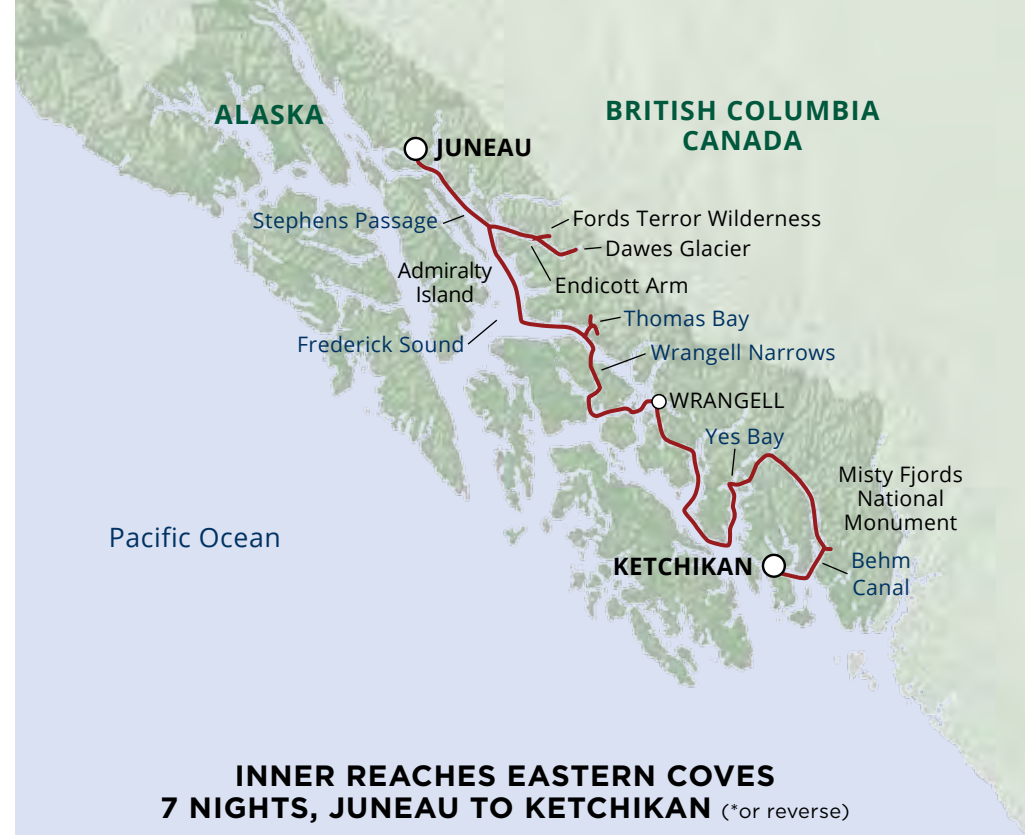 ALASKA
BRITISH COLUMBIA
CANADA
JUNEAU
Stephens Passage
Fords Terror Wilderness
Dawes Glacier
Admiralty
Island
Endicott Arm
Thomas Bay
Frederick Sound
Wrangell Narrows
WRANGELL
Yes Bay
Misty Fjords
National
Monument
Pacific Ocean
KETCHIKAN
Behm
Canal
INNER REACHES EASTERN COVES
7 NIGHTS, JUNEAU TO KETCHIKAN (*or reverse)